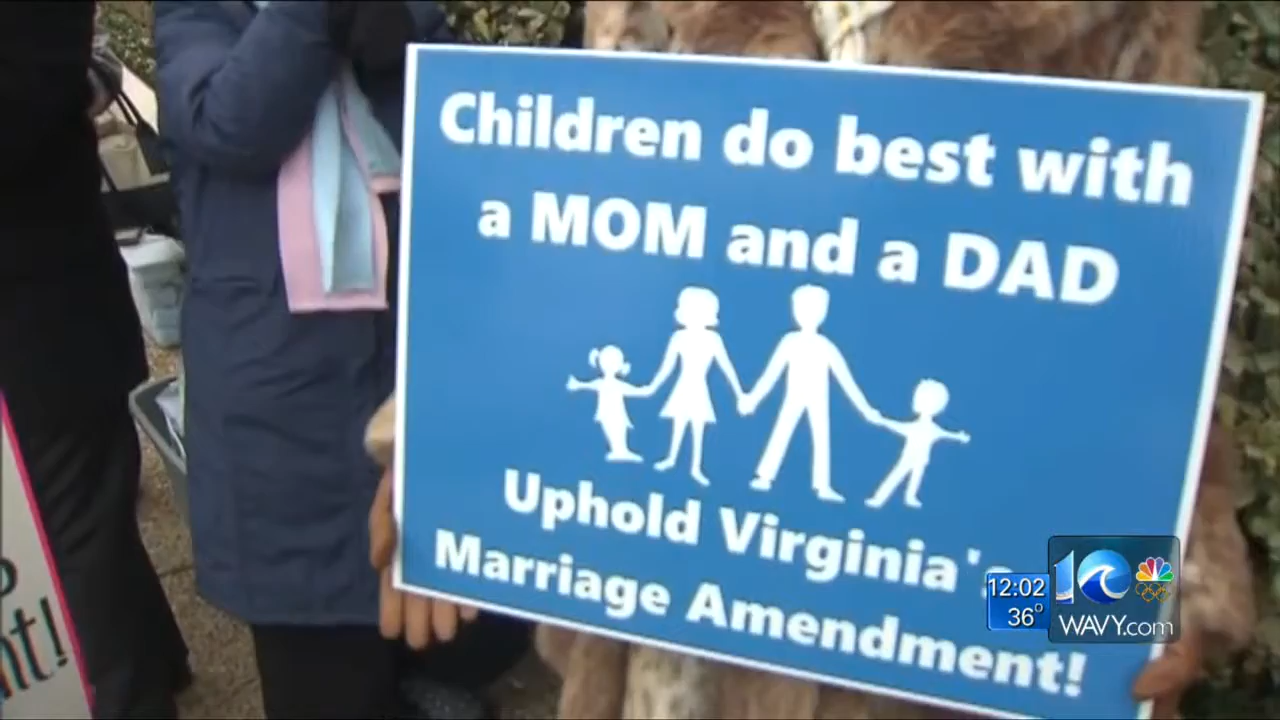 Children do best with
a MOM and a DAD
Uphold Virginia's
Marriage Amendment!
12:02
36°
10
WAVY.com